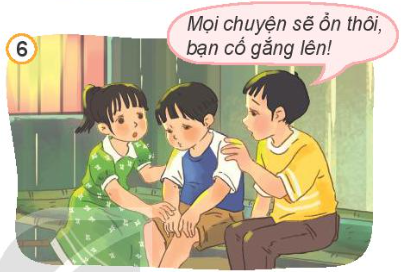 6
Mọi chuyện sẽ ổn thôi,
bạn cố gắng lên!